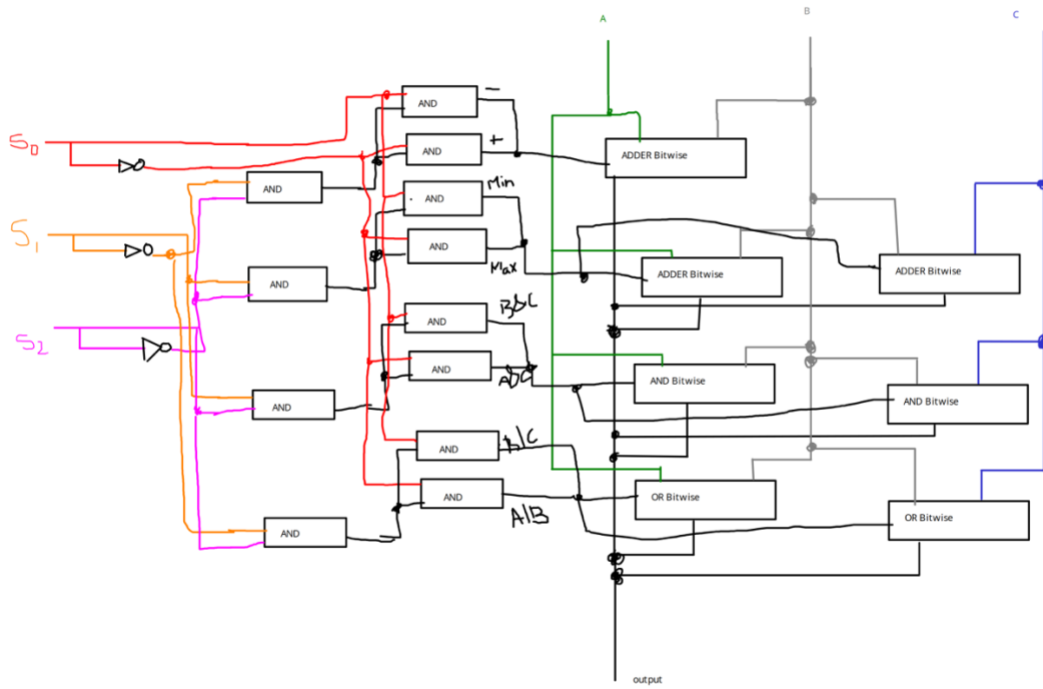 A
B
C
S0
S1
S2
AND
AND
AND
AND
AND
AND
AND
AND
AND
AND
AND
AND
−
+
Min
Max
B&C
A&B
B|C
A|B
ADDER Bitwise
ADDER Bitwise
ADDER Bitwise
AND Bitwise
AND Bitwise
OR Bitwise
OR Bitwise
output